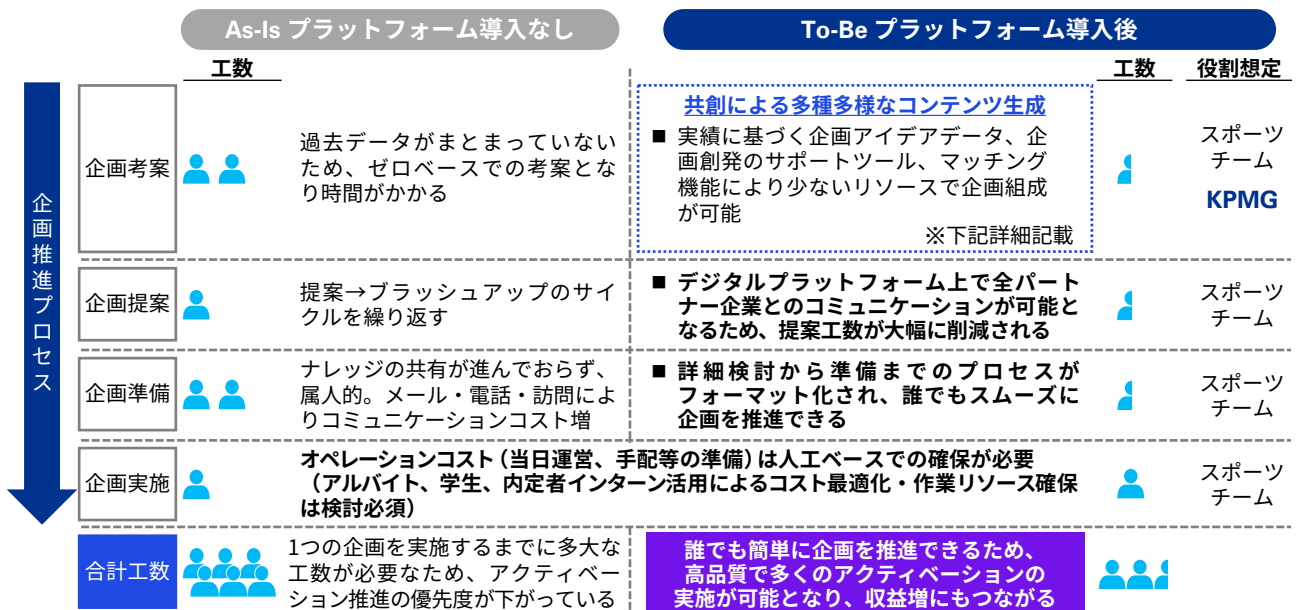 As-Is プラットフォーム導入なし
To-Be プラットフォーム導入後
工数
工数
役割想定
企画推進プロセス
企画考案
過去データがまとまっていない
ため、ゼロベースでの考案とな
り時間がかかる
共創による多種多様なコンテンツ生成
■ 実績に基づく企画アイデアデータ、企
画創発のサポートツール、マッチング
機能により少ないリソースで企画組成
が可能
※下記詳細記載
スポーツ
チーム
KPMG
企画提案
提案→ブラッシュアップのサイ
クルを繰り返す
■ デジタルプラットフォーム上で全パート
ナー企業とのコミュニケーションが可能と
なるため、提案工数が大幅に削減される
スポーツ
チーム
企画準備
ナレッジの共有が進んでおらず、
属人的。メール・電話・訪問によ
りコミュニケーションコスト増
■ 詳細検討から準備までのプロセスが
フォーマット化され、誰でもスムーズに
企画を推進できる
スポーツ
チーム
企画実施
オペレーションコスト（当日運営、手配等の準備）は人工ベースでの確保が必要
（アルバイト、学生、内定者インターン活用によるコスト最適化・作業リソース確保
は検討必須）
スポーツ
チーム
合計工数
1つの企画を実施するまでに多大な
工数が必要なため、アクティベー
ション推進の優先度が下がっている
誰でも簡単に企画を推進できるため、
高品質で多くのアクティベーションの
実施が可能となり、収益増にもつながる